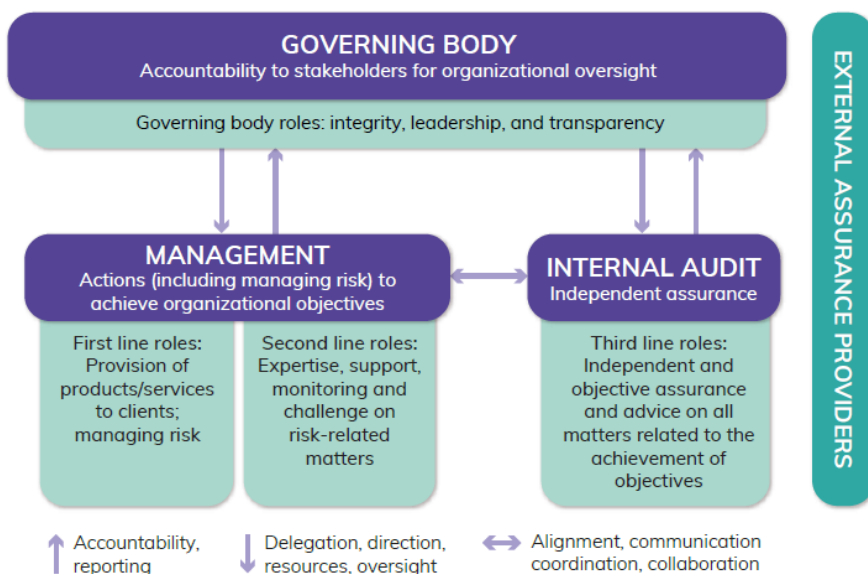 GOVERNING BODY
Accountability to stakeholders for organizational oversight
Governing body roles: integrity, leadership, and transparency
MANAGEMENT
Actions (including managing risk) to
achieve organizational objectives
INTERNAL AUDIT
Independent assurance
First line roles:
Provision of
products/services
to clients;
managing risk
Second line roles:
Expertise, support,
monitoring and
challenge on
risk-related
matters
Third line roles:
Independent and
objective assurance
and advice on all
matters related to the
achievement of
objectives
EXTERNAL ASSURANCE PROVIDERS
Accountability,
reporting
Delegation, direction,
resources, oversight
Alignment, communication
coordination, collaboration